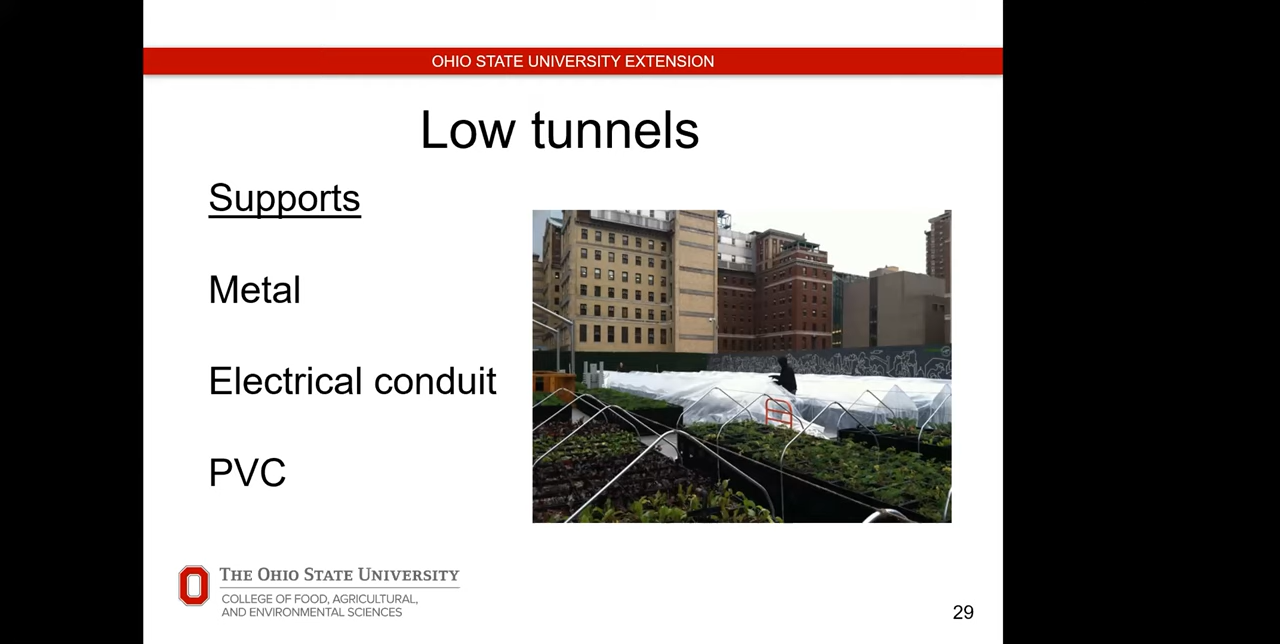 OHIO STATE UNIVERSITY EXTENSION
Low tunnels
Supports
Metal
Electrical conduit
PVC
THE OHIO STATE UNIVERSITY
COLLEGE OF FOOD, AGRICULTURAL,
AND ENVIRONMENTAL SCIENCES
29